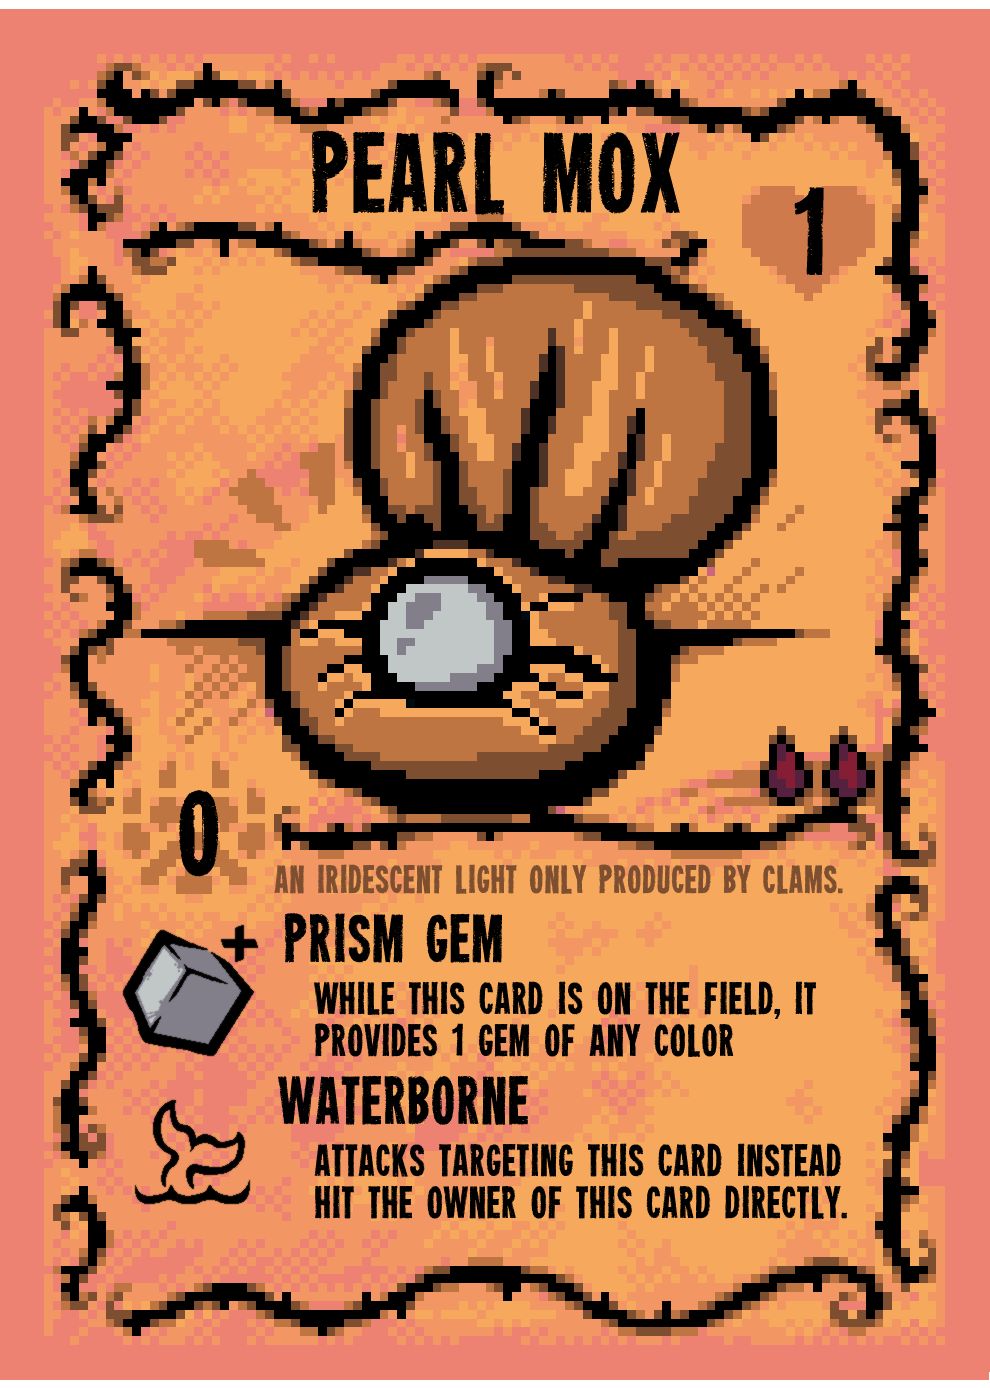 PEARL MOX
1
0
AN IRIDESCENT LIGHT ONLY PRODUCED BY CLAMS.
+
PRISM GEM
WHILE THIS CARD IS ON THE FIELD, IT
PROVIDES 1 GEM OF ANY COLOR
WATERBORNE
ATTACKS TARGETING THIS CARD INSTEAD
HIT THE OWNER OF THIS CARD DIRECTLY.